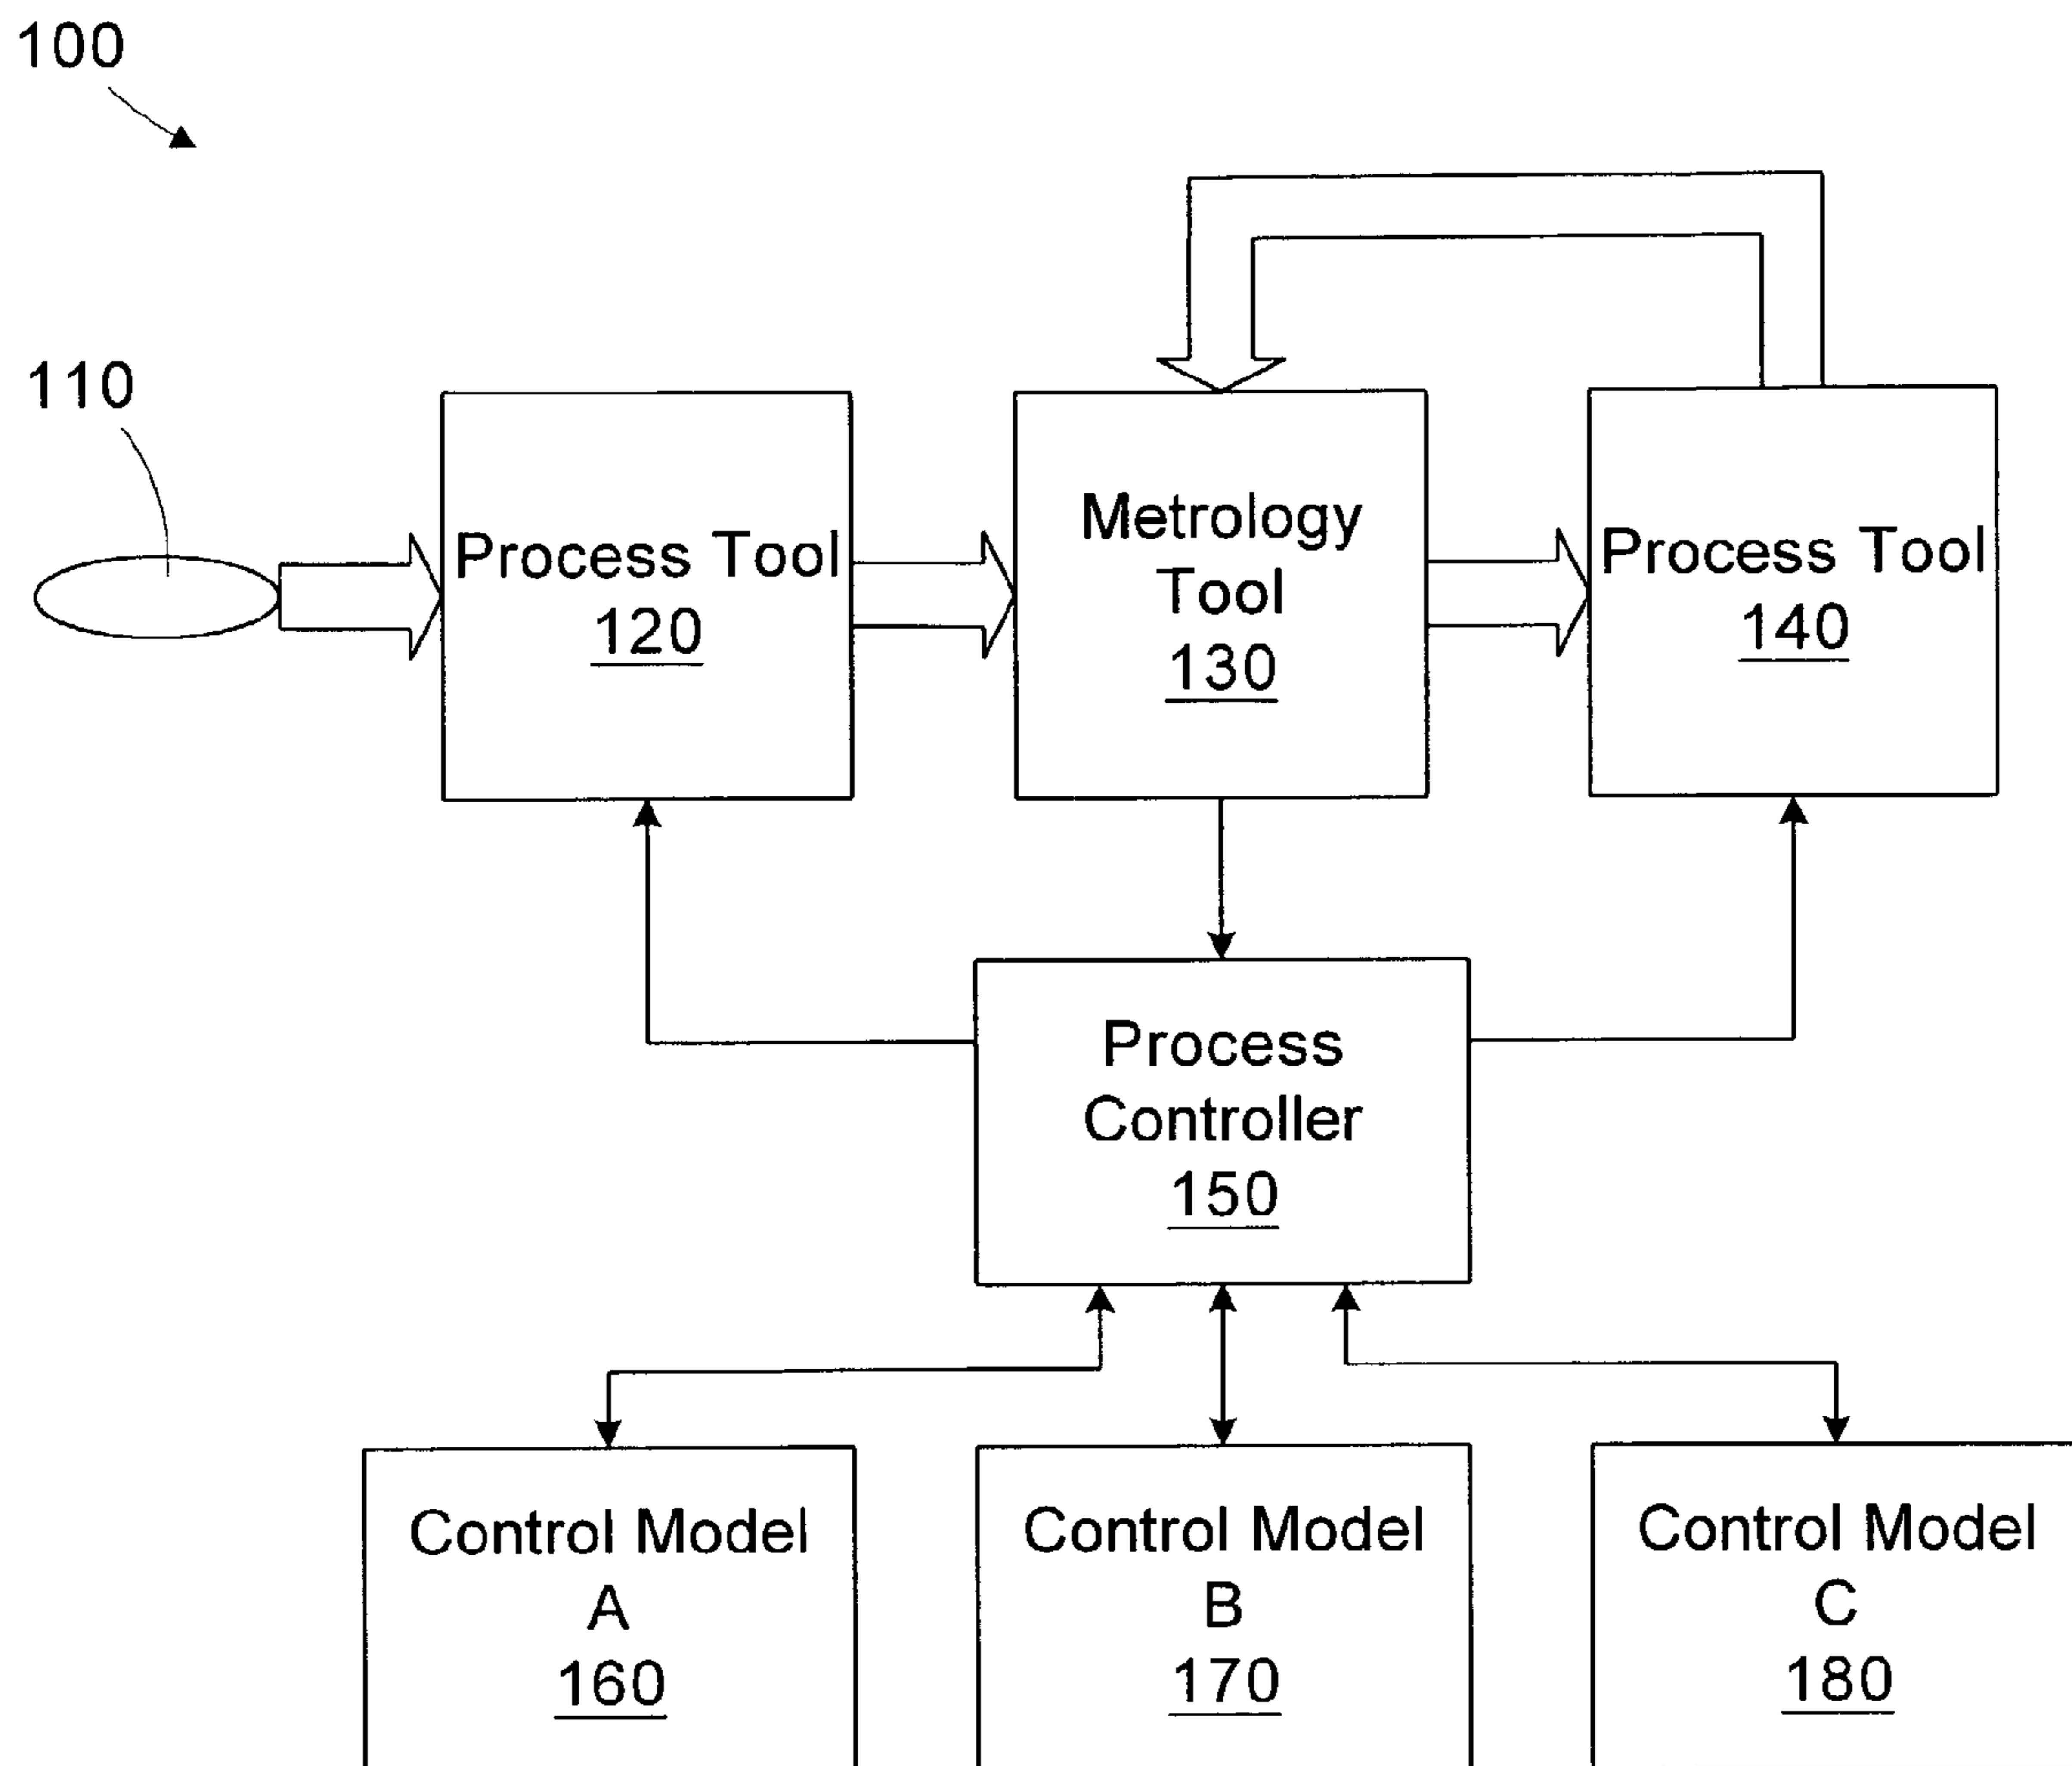 100
110
Process Tool
120
Metrology
Tool
130
Process Tool
140
Process
Controller
150
Control Model
A
160
Control Model
B
170
Control Model
C
180